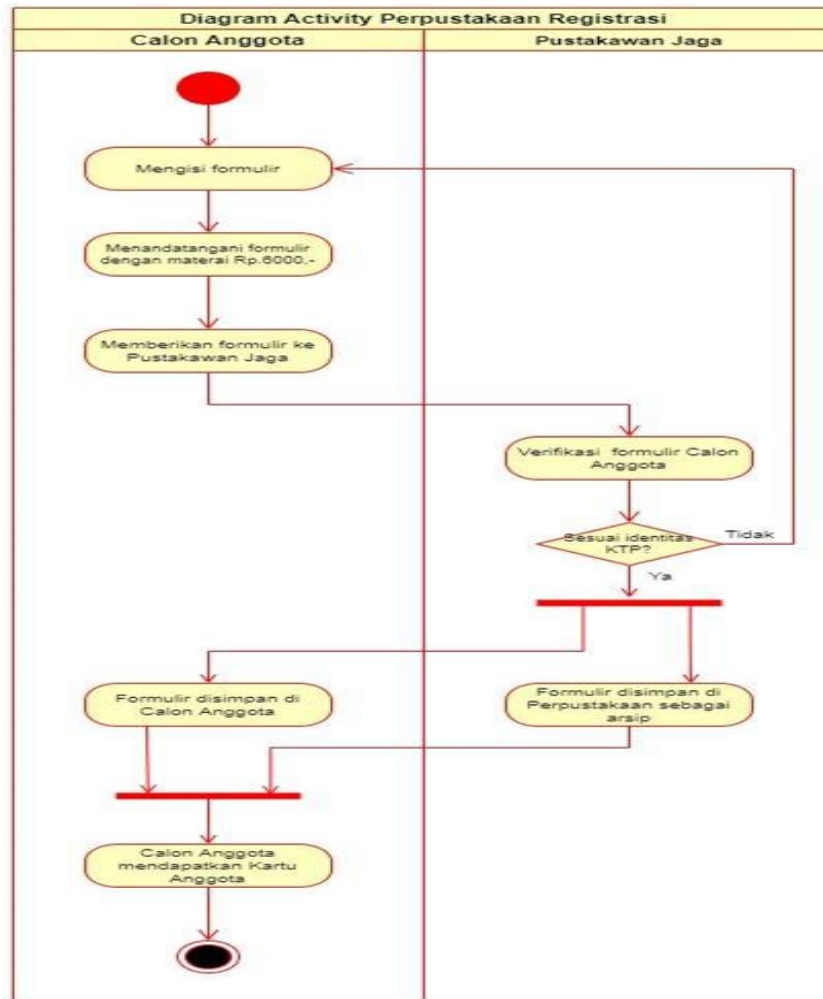 Diagram Activity Perpustakaan Registrasi
Calon Anggota
Pustakawan Jaga
Mengisi formulir
Menandatangani formulir
dengan materai Rp.6000,-
Memberikan formulir ke
Pustakawan Jaga
Verifikasi formulir Calon
Anggota
Sesuai identitas
KTP?
Tidak
Ya
Formulir disimpan di
Calon Anggota
Formulir disimpan di
Perpustakaan sebagai
arsip
Calon Anggota
mendapatkan Kartu
Anggota